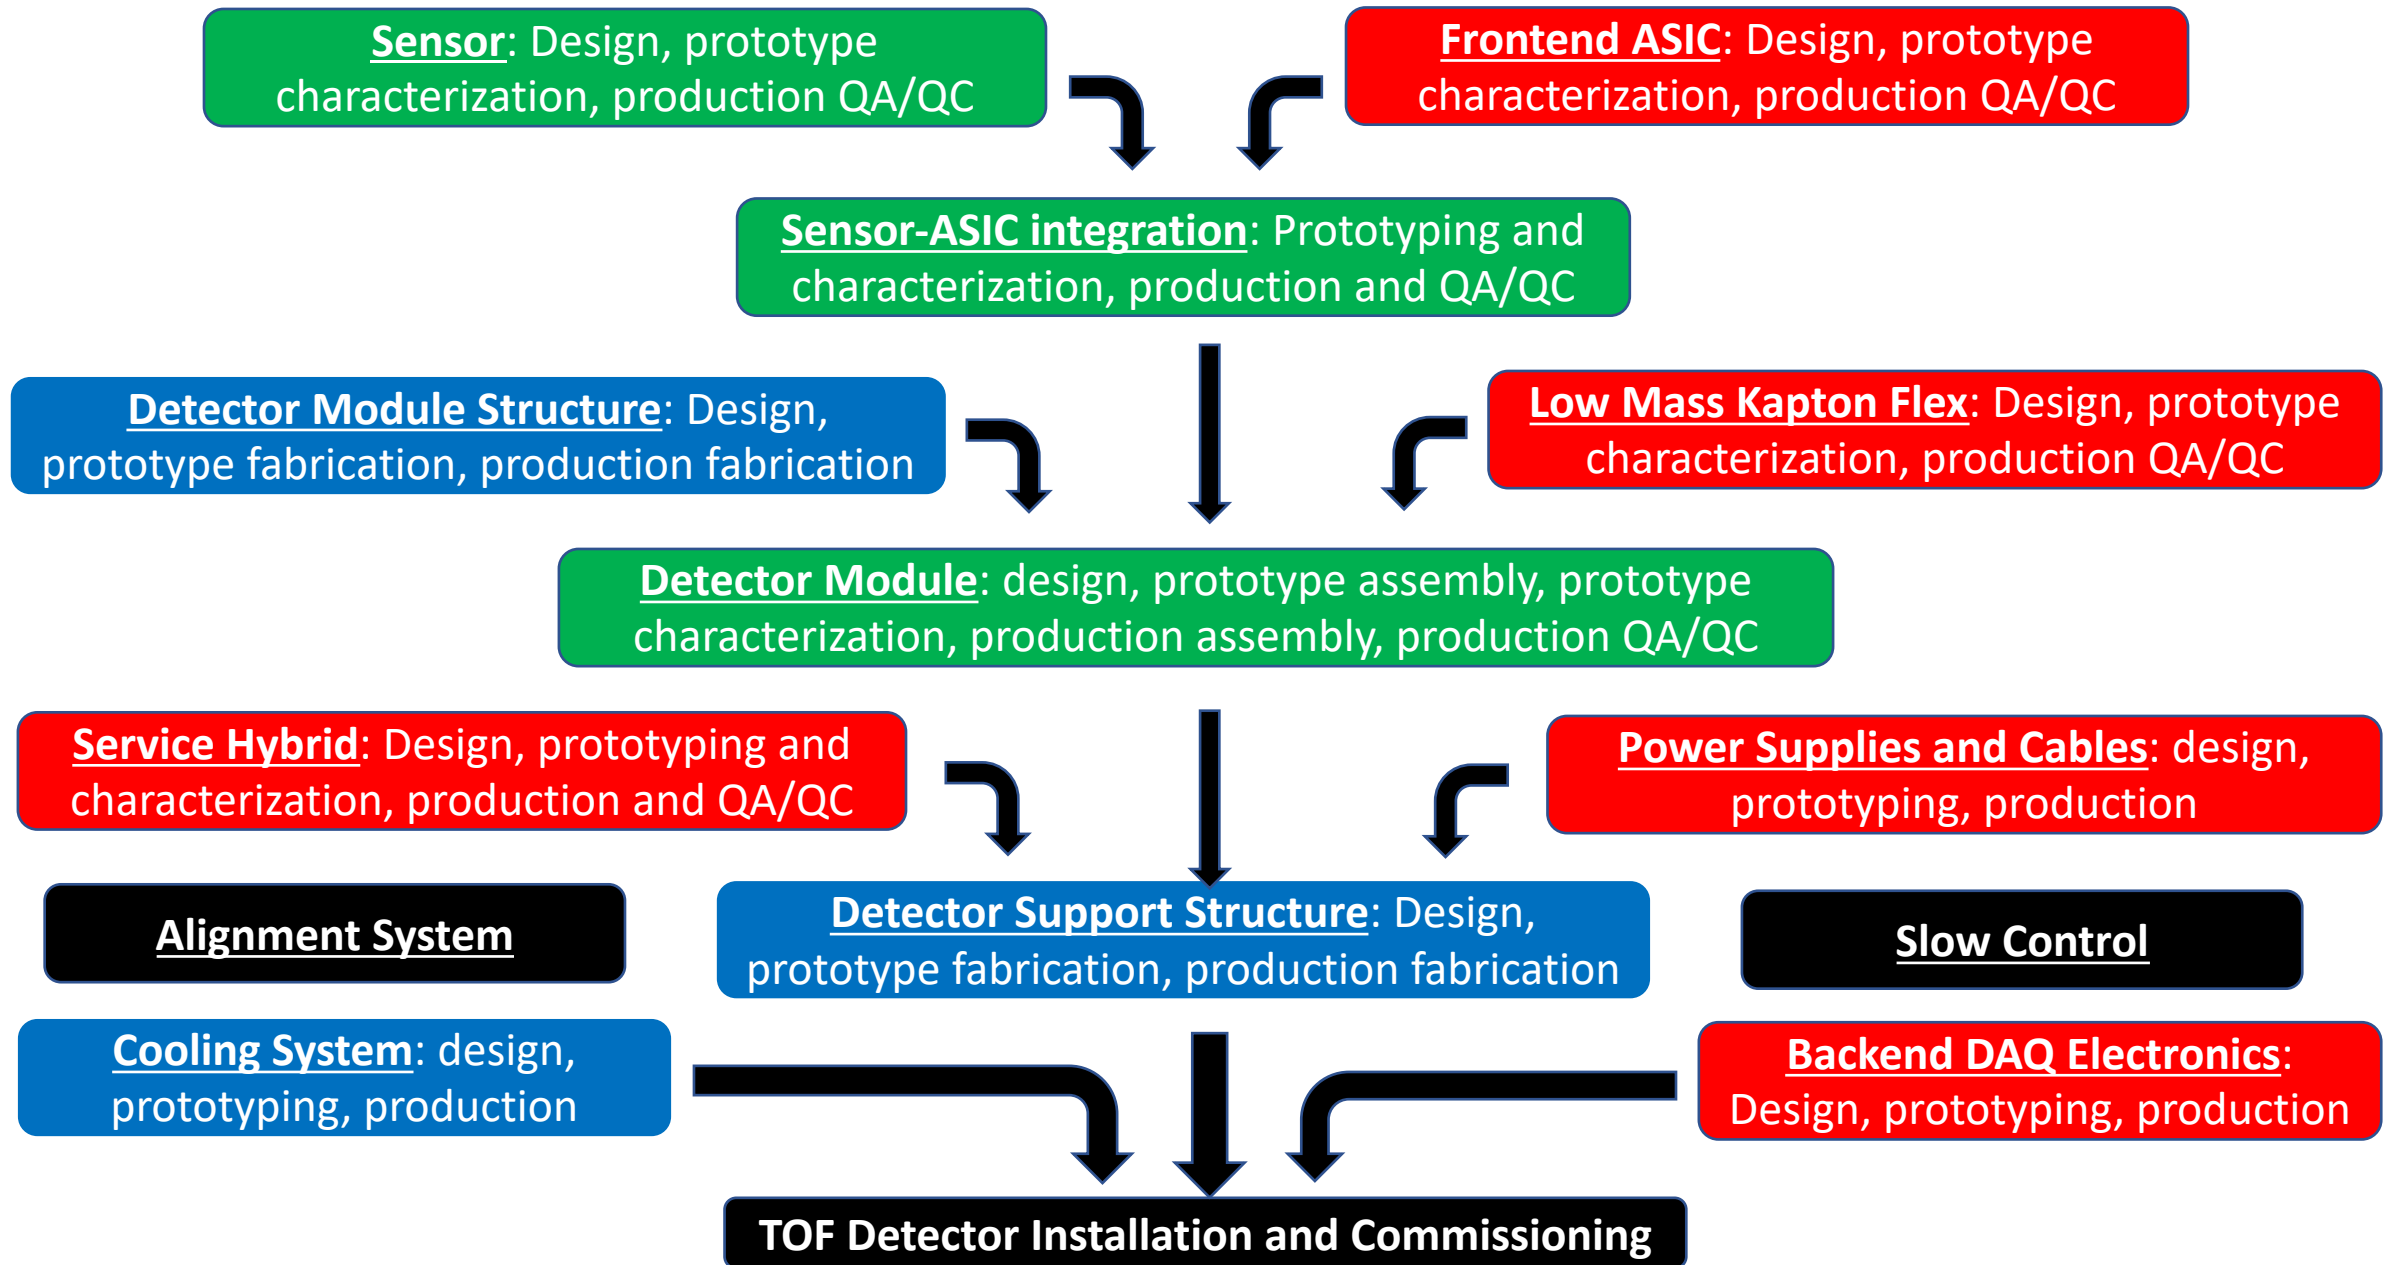 Sensor: Design, prototype
characterization, production QA/QC
Frontend ASIC: Design, prototype
characterization, production QA/QC
Sensor-ASIC integration: Prototyping and
characterization, production and QA/QC
Detector Module Structure: Design,
prototype fabrication, production fabrication
Low Mass Kapton Flex: Design, prototype
characterization, production QA/QC
Detector Module: design, prototype assembly, prototype
characterization, production assembly, production QA/QC
Service Hybrid: Design, prototyping and
characterization, production and QA/QC
Power Supplies and Cables: design,
prototyping, production
Alignment System
Detector Support Structure: Design,
prototype fabrication, production fabrication
Slow Control
Cooling System: design,
prototyping, production
Backend DAQ Electronics:
Design, prototyping, production
TOF Detector Installation and Commissioning